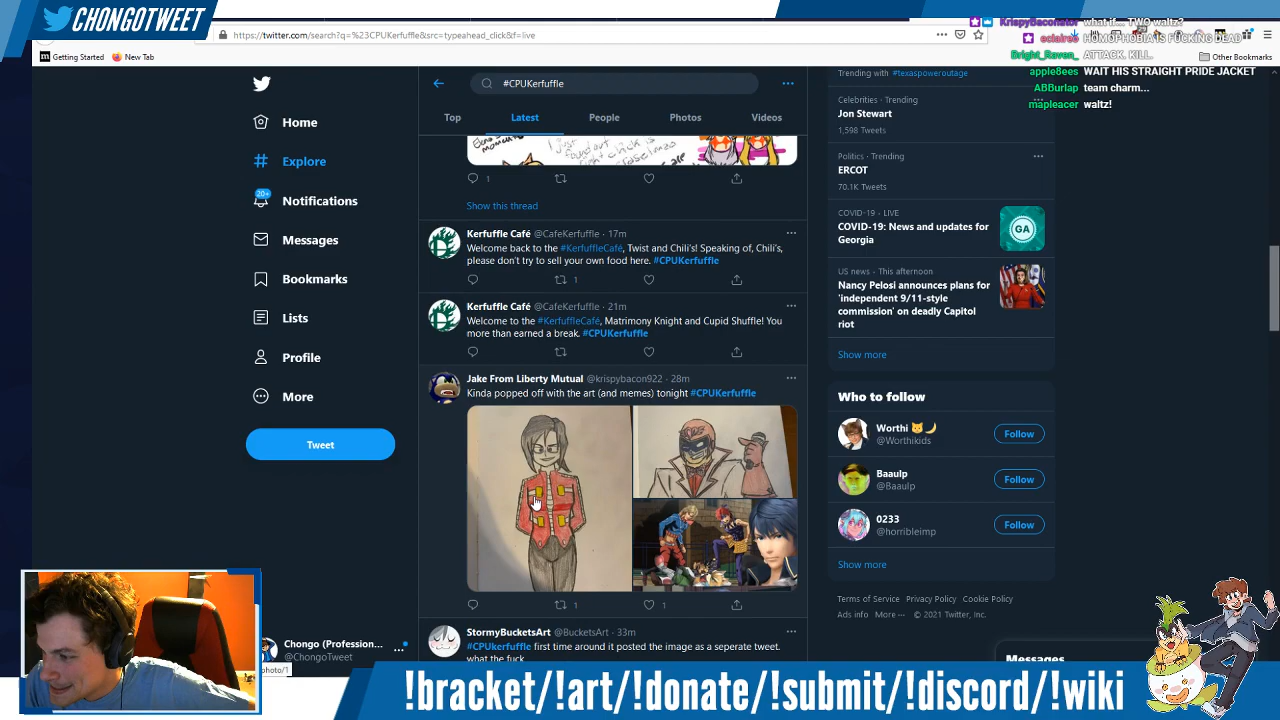 CHONGOTWEET
KrispyBaconator what if... TWO waltz?
https://twitter.com/search?q=%23CPUKerfuffle&src=typeahead_click&f=live
eclairee HOMOPHOBIA IS FUCKING DEAD
Getting Started New Tab
Bright_Raven_ ATTACK. KILL.
Other Bookmarks
apple8ees WAIT HIS STRAIGHT PRIDE JACKET
ABBurlap team charm...
mapleacer waltz!
#CPUKerfuffle
Top Latest People Photos Videos
Home
Explore
20+
Notifications
Messages
Bookmarks
Lists
Profile
More
Tweet
1
Show this thread
Kerfuffle Café @CafeKerfuffle · 17m
Welcome back to the #KerfuffleCafé, Twist and Chili's! Speaking of, Chili's,
please don't try to sell your own food here. #CPUKerfuffle
1
Kerfuffle Café @CafeKerfuffle · 21m
Welcome to the #KerfuffleCafé, Matrimony Knight and Cupid Shuffle! You
more than earned a break. #CPUKerfuffle
Jake From Liberty Mutual @krispybacon922 · 28m
Kinda popped off with the art (and memes) tonight #CPUKerfuffle
1 1
StormyBucketsArt @BucketsArt · 33m
#CPUkerfuffle first time around it posted the image as a seperate tweet.
what the fuck
Trending with #texaspoweroutage
Celebrities · Trending
Jon Stewart
1,598 Tweets
Politics · Trending
ERCOT
70.1K Tweets
COVID-19 · LIVE
COVID-19: News and updates for
Georgia
GA
US news · This afternoon
Nancy Pelosi announces plans for
'independent 9/11-style
commission' on deadly Capitol
riot
Show more
Who to follow
Worthi
@Worthikids
Follow
Baaulp
@Baaulp
Follow
0233
@horribleimp
Follow
Show more
Terms of Service Privacy Policy Cookie Policy
Ads info More © 2021 Twitter, Inc.
Messages
Chongo (Profession...
@ChongoTweet
photo/1
!bracket/!art/!donate/!submit/!discord/!wiki